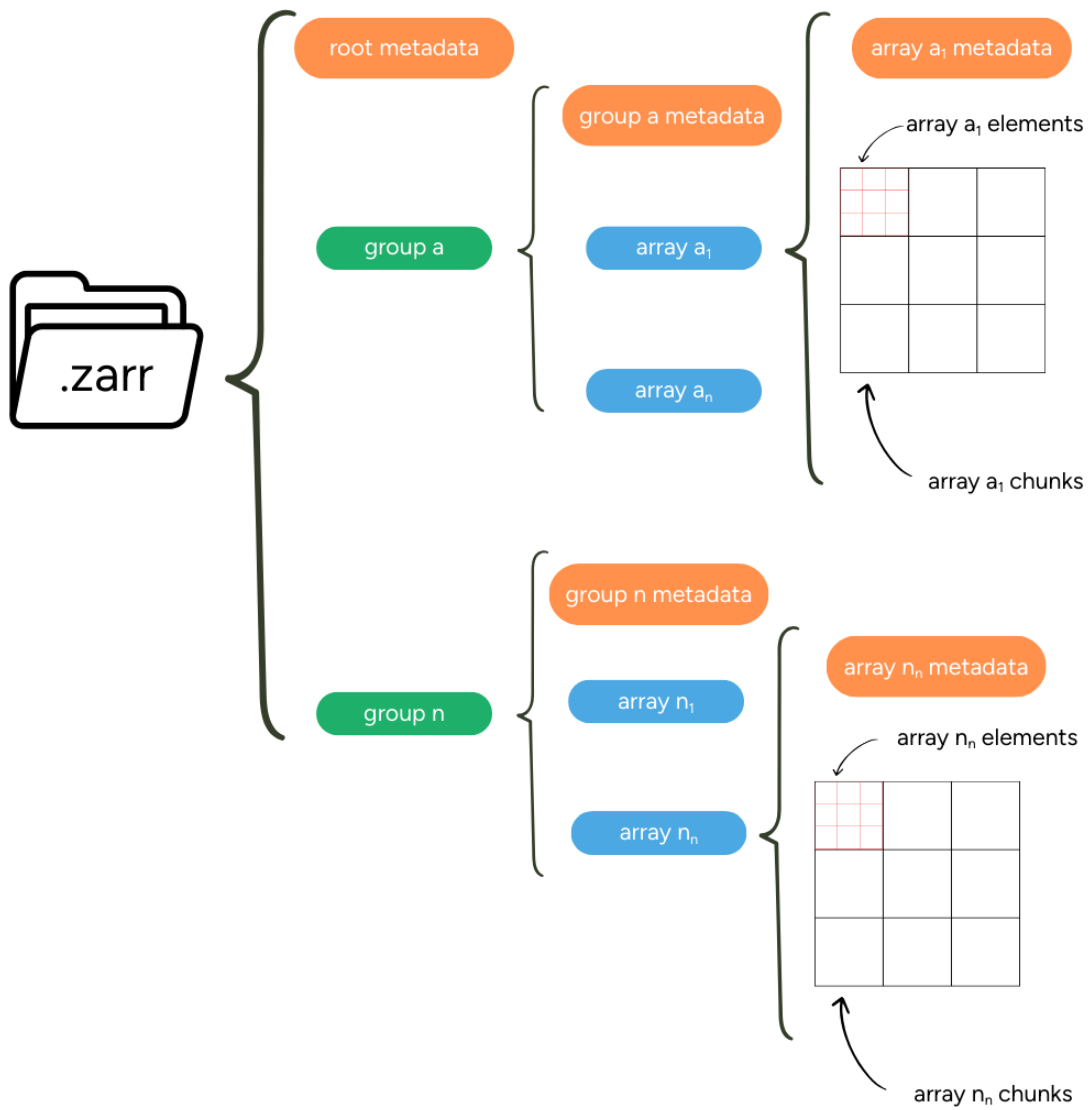 .zarr
root metadata
group a
group a metadata
array a₁
array aₙ
array a₁ metadata
array a₁ elements
array a₁ chunks
group n
group n metadata
array n₁
array nₙ
array nₙ metadata
array nₙ elements
array nₙ chunks